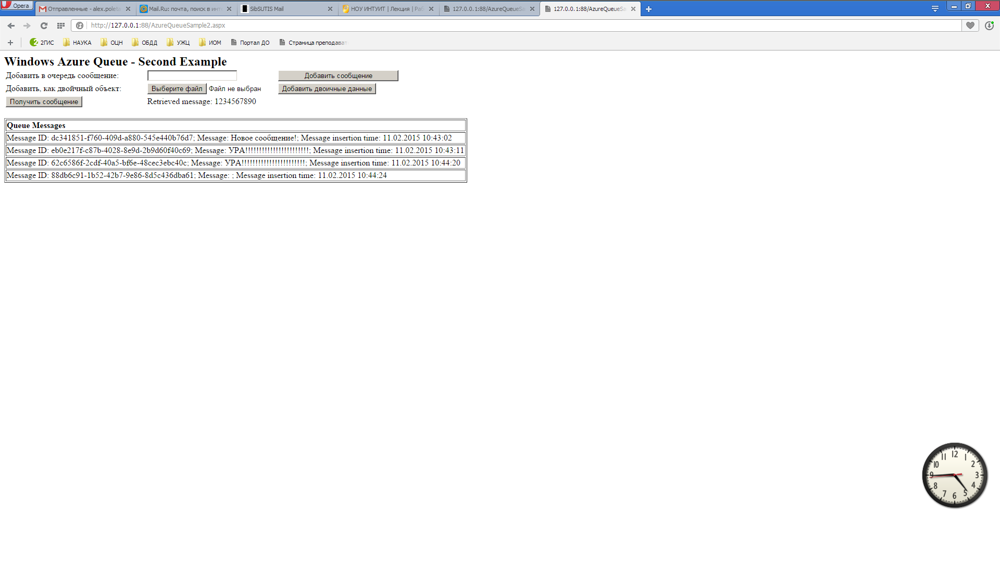 Opera
Отправленные - alex.poleta
Mail.Ru: почта, поиск в инте
SibSUTIS Mail
НОУ ИНТУИТ | Лекция | Раб
127.0.0.1:88/AzureQueueSa
127.0.0.1:88/AzureQueueSa
http://127.0.0.1:88/AzureQueueSample2.aspx
2ГИС
НАУКА
ОЦН
ОБДД
УЖЦ
ИОМ
Портал ДО
Страница преподават
Windows Azure Queue - Second Example
Добавить в очередь сообщение:
Добавить сообщение
Добавить, как двойчный объект:
Выберите файл Файл не выбран
Добавить двоичные данные
Получить сообщение
Retrieved message: 1234567890
Queue Messages
Message ID: dc341851-f760-409d-a880-545e440b76d7; Message: Новое сообщение!; Message insertion time: 11.02.2015 10:43:02
Message ID: eb0e217f-c87b-4028-8e9d-2b9d60f40c69; Message: УРА!!!!!!!!!!!!!!!!!!!!!!!; Message insertion time: 11.02.2015 10:43:11
Message ID: 62c6586f-2cdf-40a5-bf6e-48cec3ebc40c; Message: УРА!!!!!!!!!!!!!!!!!!!!!!!; Message insertion time: 11.02.2015 10:44:20
Message ID: 88db6c91-1b52-42b7-9e86-8d5c436dba61; Message: ; Message insertion time: 11.02.2015 10:44:24
12
1
2
3
4
5
6
7
8
9
10
11